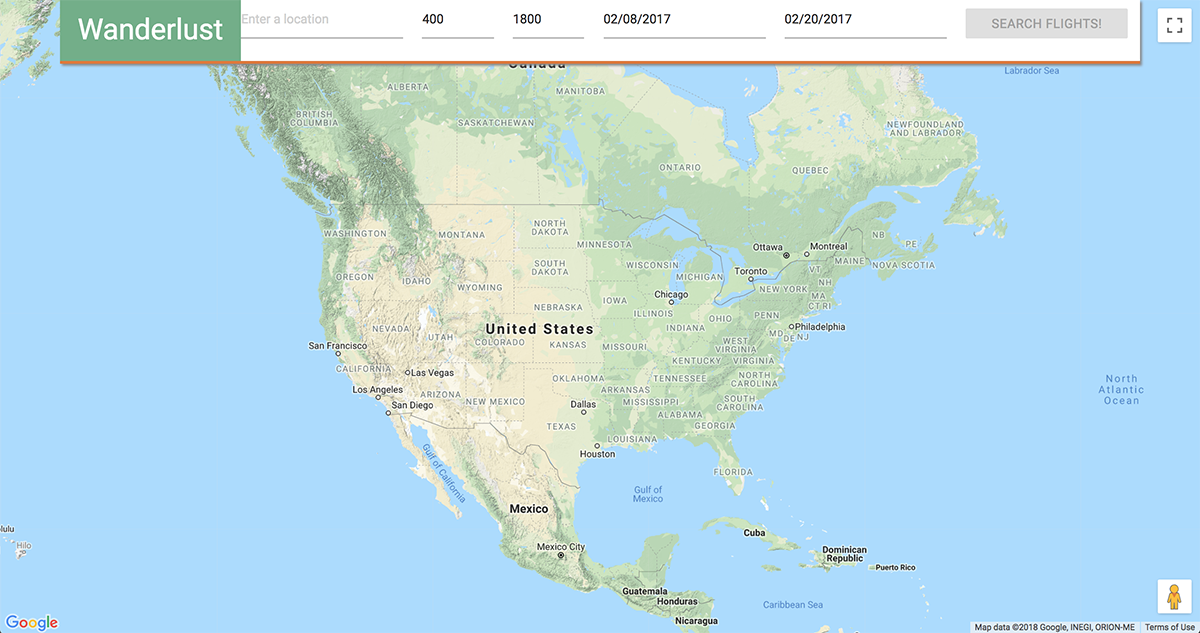 Wanderlust
Enter a location
400
1800
02/08/2017
02/20/2017
SEARCH FLIGHTS!
Canada
Labrador Sea
ALBERTA
MANITOBA
BRITISH
COLUMBIA
SASKATCHEWAN
NEWFOUNDLAND
AND LABRADOR
ONTARIO
QUEBEC
WASHINGTON
MONTANA
NORTH
DAKOTA
MINNESOTA
Ottawa
Montreal
NB
PE
NOVA SCOTIA
MAINE
OREGON
IDAHO
SOUTH
DAKOTA
WISCONSIN
MICHIGAN
Toronto
VT
NH
WYOMING
NEW YORK
MA
CT RI
Chicago
IOWA
NEBRASKA
ILLINOIS
OHIO
PENN
INDIANA
NEVADA
UTAH
United States
COLORADO
KANSAS
MISSOURI
WEST
VIRGINIA
MD
DE
NJ
Philadelphia
San Francisco
CALIFORNIA
Las Vegas
KENTUCKY
VIRGINIA
Los Angeles
ARIZONA
NEW MEXICO
OKLAHOMA
ARKANSAS
TENNESSEE
NORTH
CAROLINA
San Diego
Dallas
MISSISSIPPI
SOUTH
CAROLINA
ALABAMA
GEORGIA
TEXAS
LOUISIANA
Houston
FLORIDA
North
Atlantic
Ocean
Gulf of California
Gulf of
Mexico
Mexico
Mexico City
Cuba
Dominican
Republic
Puerto Rico
lulu
Hilo
Guatemala
Honduras
Nicaragua
Caribbean Sea
Google
Map data ©2018 Google, INEGI, ORION-ME
Terms of Use